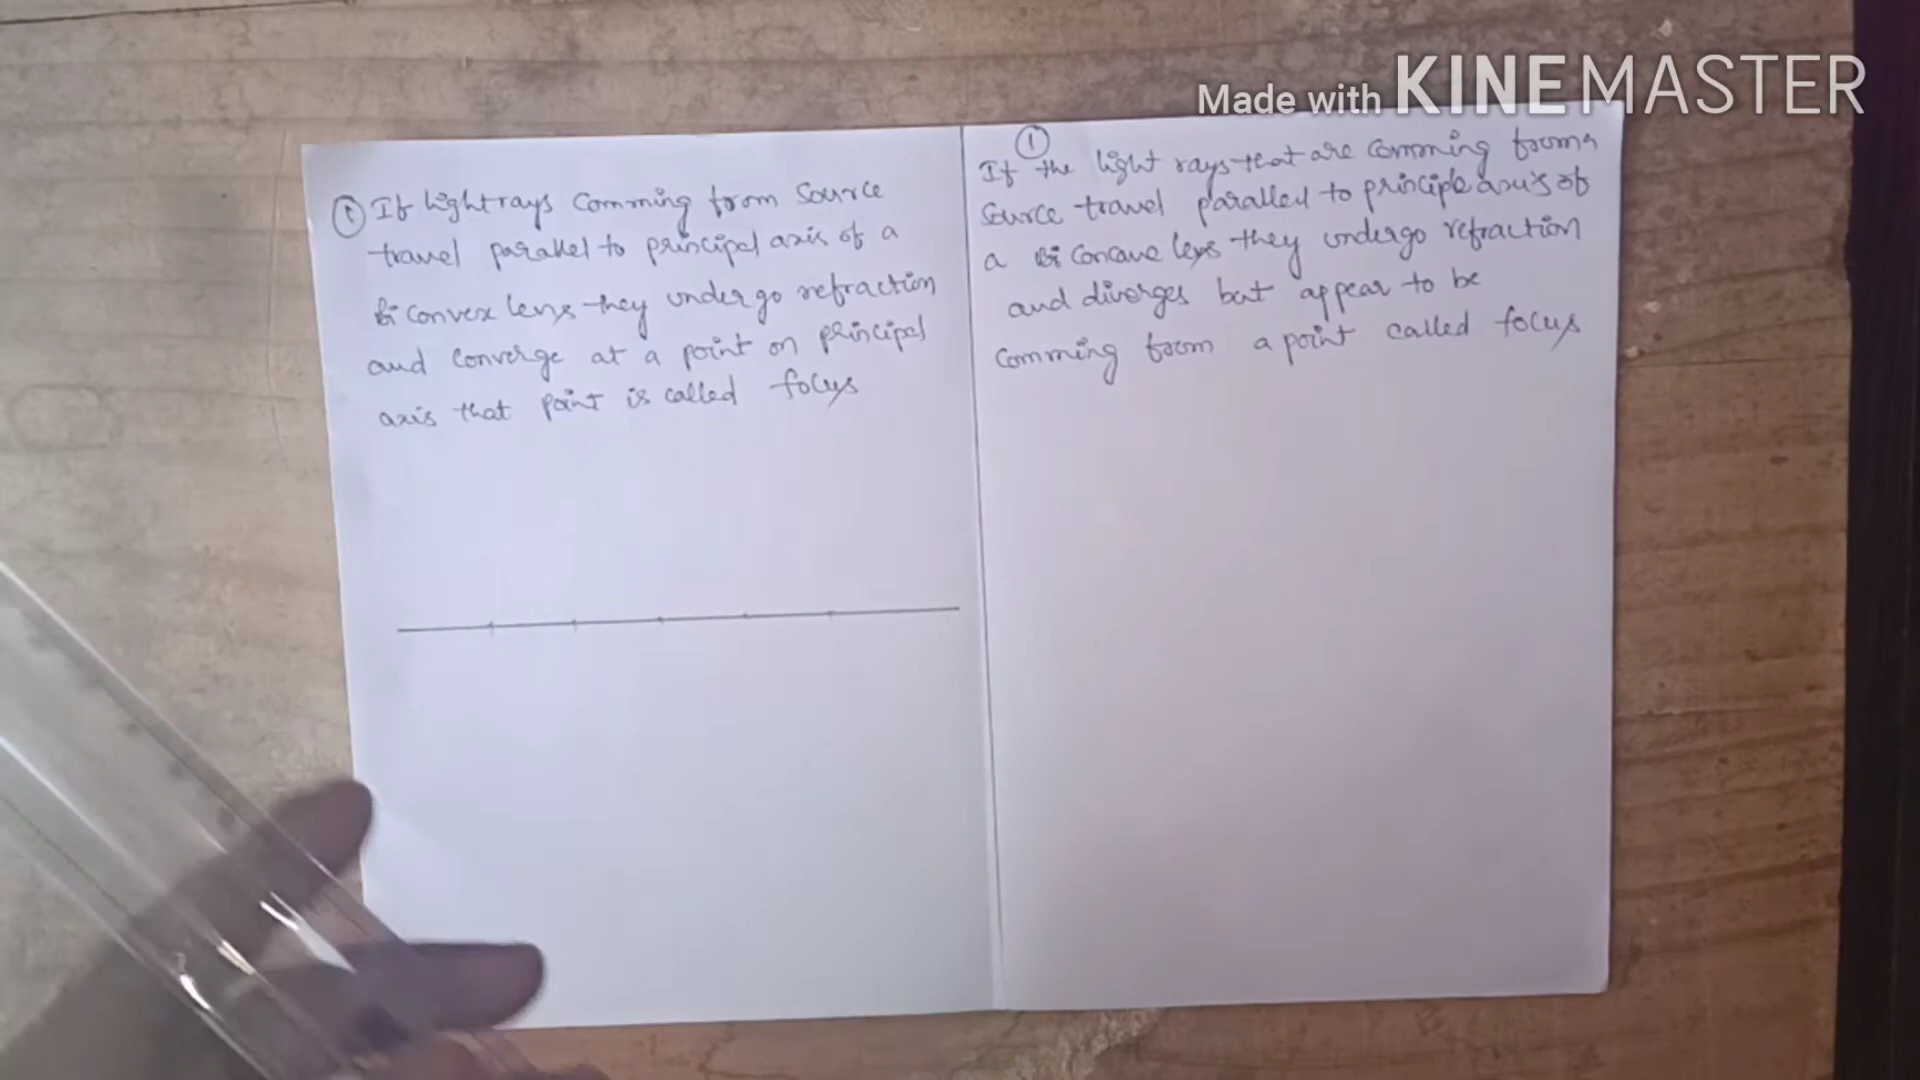 Made with KINEMASTER
① If light rays comming from source
travel parallel to principal axis of a
Bi convex lens they undergo refraction
and converge at a point on principal
axis that point is called focus
①
If the light rays that are comming from a
source travel parallel to principle axis of
a Bi concave lens they undergo refraction
and diverges but appear to be
comming from a point called focus